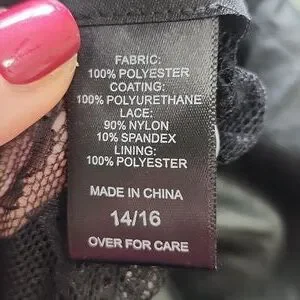 FABRIC:
100% POLYESTER
COATING:
100% POLYURETHANE
LACE:
90% NYLON
10% SPANDEX
LINING:
100% POLYESTER
MADE IN CHINA
14/16
OVER FOR CARE